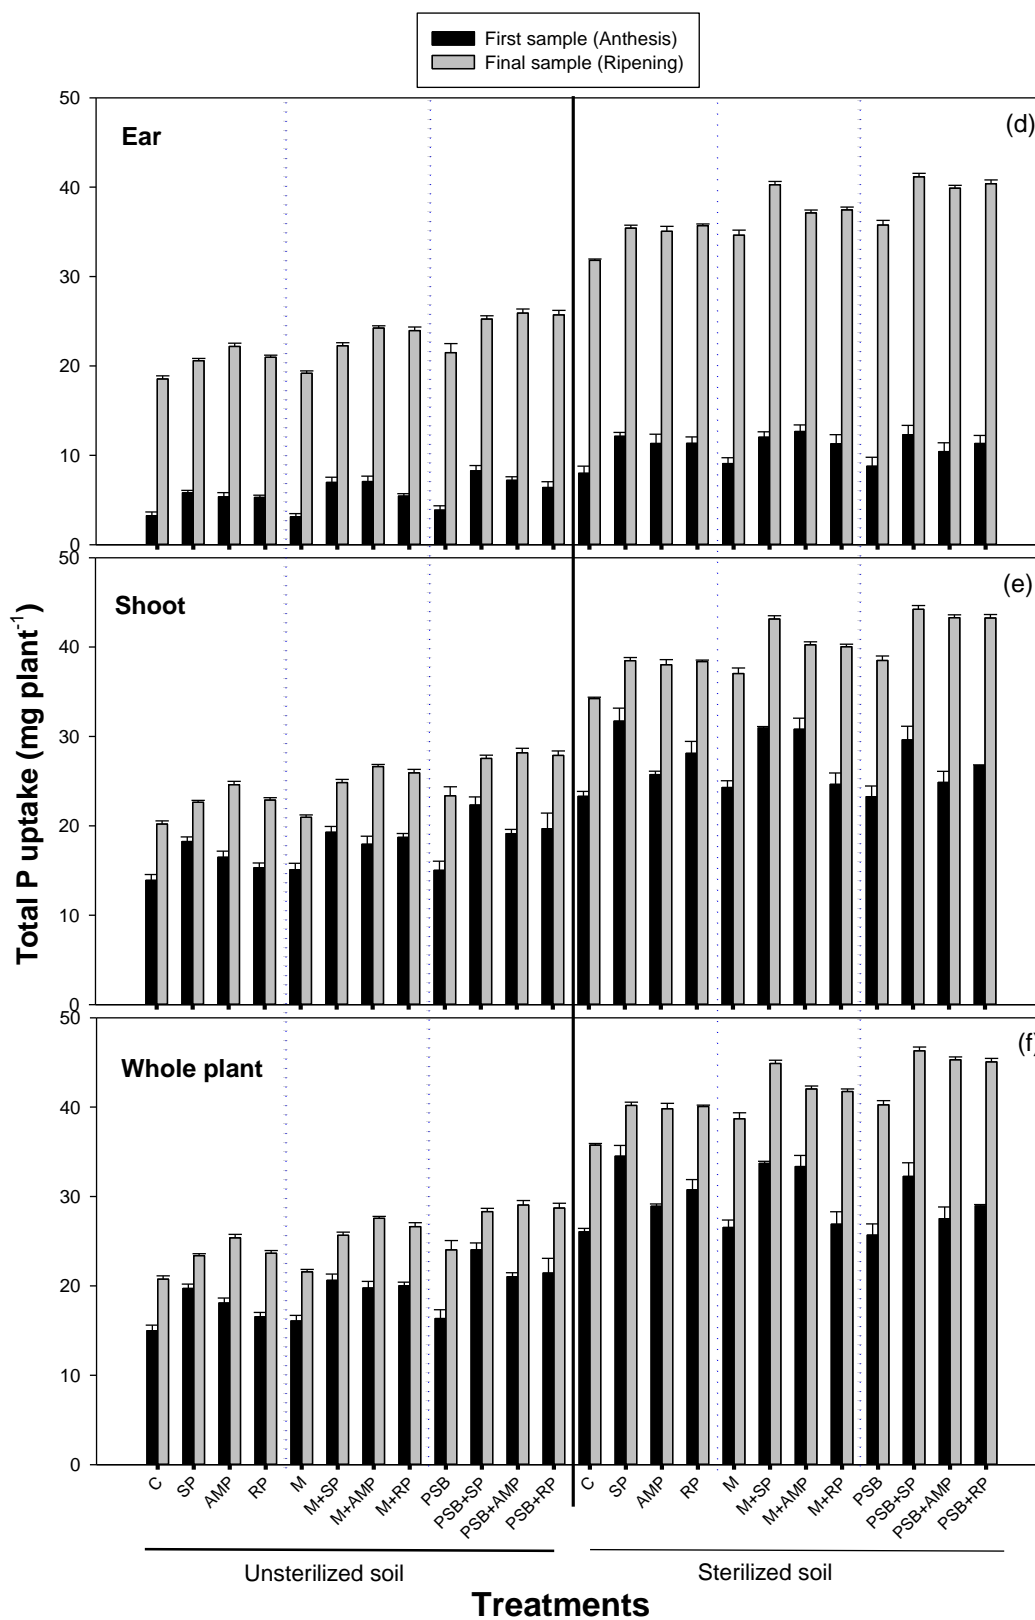 First sample (Anthesis)
Final sample (Ripening)
Total P uptake (mg plant-1)
50
40
30
20
10
0
Ear
(d)
50
40
30
20
10
0
Shoot
(e)
50
40
30
20
10
0
Whole plant
(f)
C SP AMP RP M M+SP M+AMP M+RP PSB PSB+SP PSB+AMP PSB+RP C SP AMP RP M M+SP M+AMP M+RP PSB PSB+SP PSB+AMP PSB+RP
Unsterilized soil Sterilized soil
Treatments